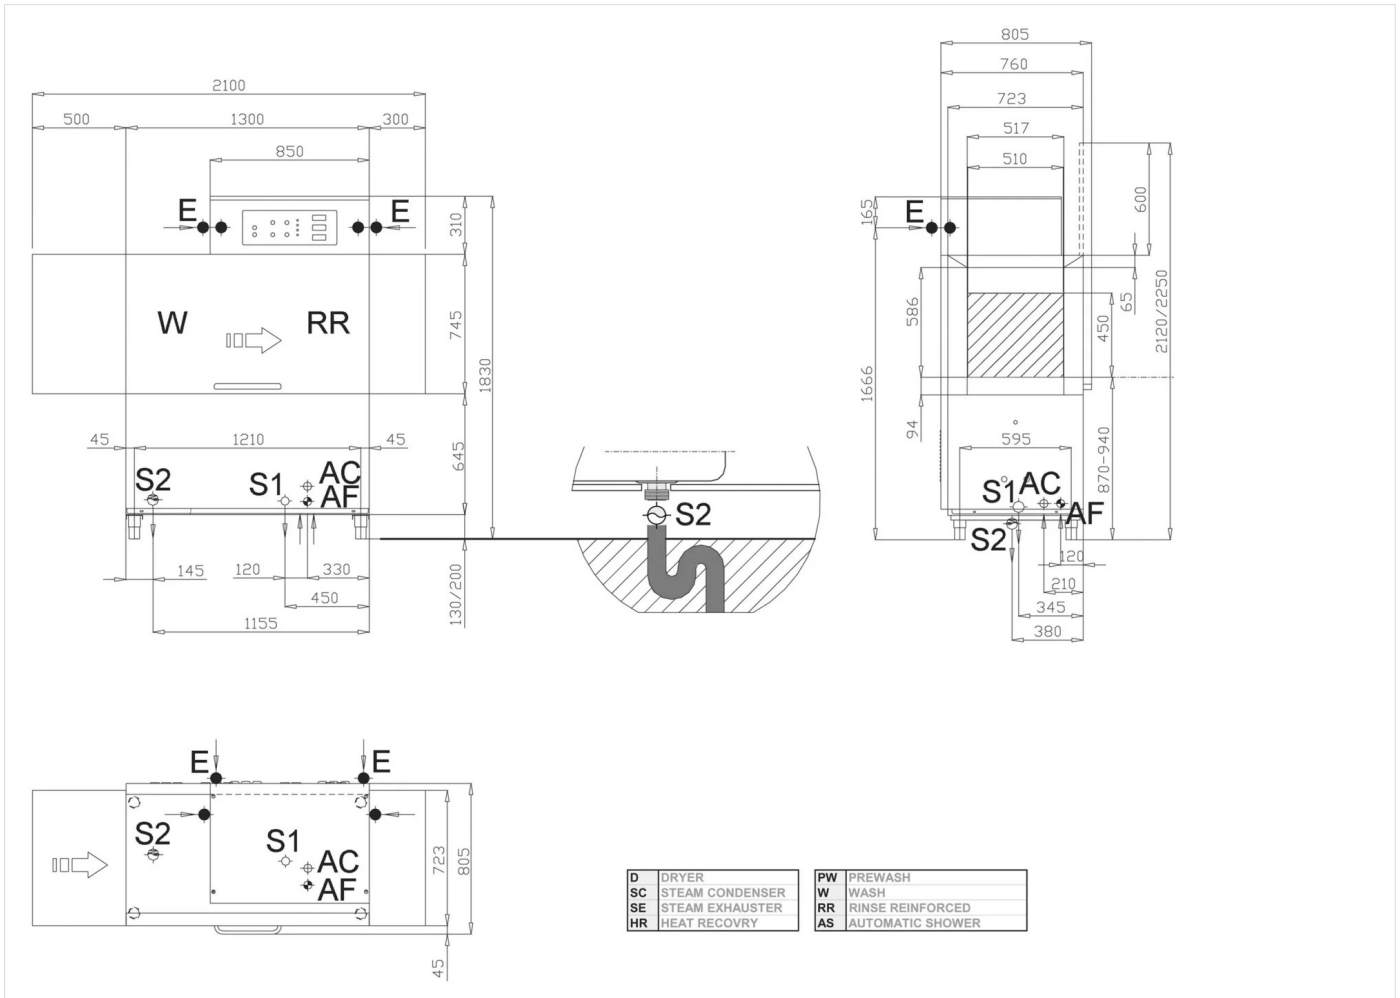 2100
500 1300 300
850
E E
310
W RR
745
1830
45 1210 45
645
S2 S1 AC
AF
145 120 330
450
1155
130/200
S2
805
760
723
517
510
165
E
600
65
586
450
2120/2250
1666
94
870-940
595
S1 AC
AF
S2
120
210
345
380
E E
S2 S1
AC
AF
723
805
45
D DRYER
SC STEAM CONDENSER
SE STEAM EXHAUSTER
HR HEAT RECOVRY
PW PREWASH
W WASH
RR RINSE REINFORCED
AS AUTOMATIC SHOWER